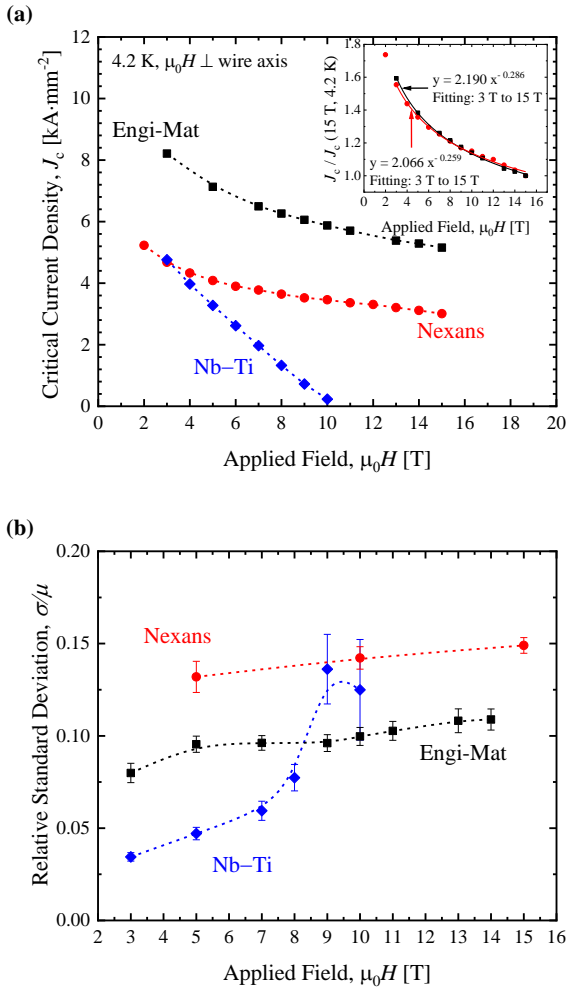 (a)
4.2 K, μ₀H ⊥ wire axis
Engi-Mat
Nexans
Nb–Ti
Critical Current Density, Jc [kA·mm⁻²]
0
2
4
6
8
10
12
0 2 4 6 8 10 12 14 16 18 20
Applied Field, μ₀H [T]
Jc / Jc (15 T, 4.2 K)
1.0
1.2
1.4
1.6
1.8
y = 2.190 x^-0.286
Fitting: 3 T to 15 T
y = 2.066 x^-0.259
Fitting: 3 T to 15 T
0 2 4 6 8 10 12 14 16
Applied Field, μ₀H [T]
(b)
Relative Standard Deviation, σ/μ
0.20
0.15
0.10
0.05
0.00
Nexans
Engi-Mat
Nb–Ti
2 3 4 5 6 7 8 9 10 11 12 13 14 15 16
Applied Field, μ₀H [T]